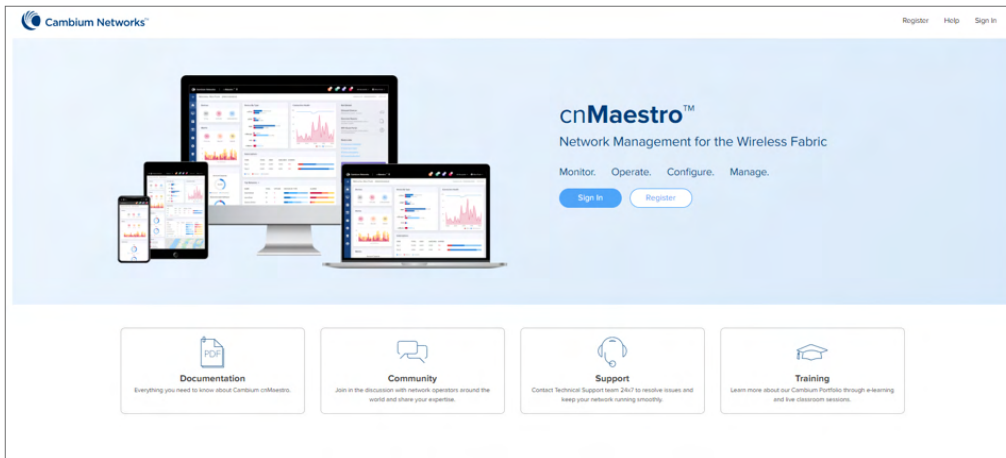 Cambium Networks™
Register Help Sign In
cnMaestro™
Network Management for the Wireless Fabric
Monitor. Operate. Configure. Manage.
Sign In Register
PDF
Documentation
Everything you need to know about Cambium cnMaestro.
Community
Join in the discussion with network operators around the
world and share your expertise.
Support
Contact Technical Support team 24x7 to resolve issues and
keep your network running smoothly.
Training
Learn more about our Cambium Portfolio through e-learning
and live classroom sessions.